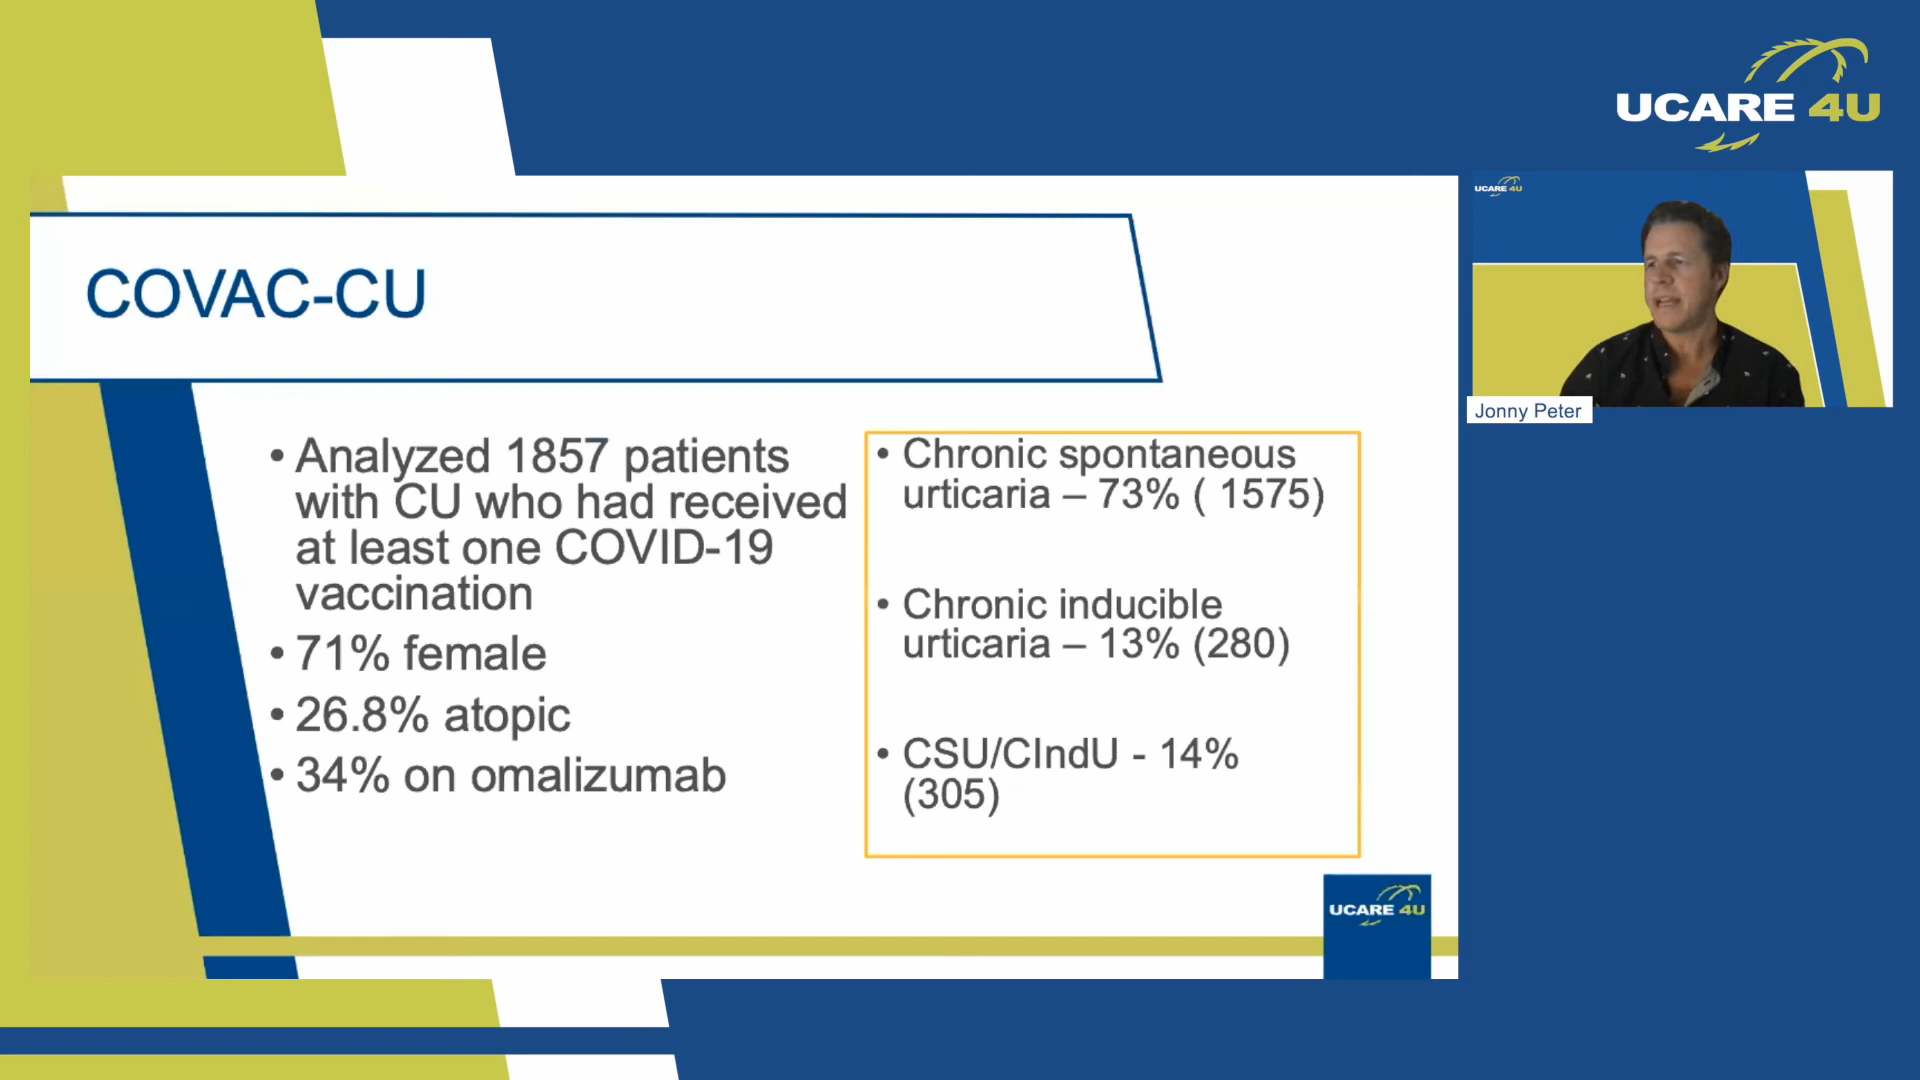 UCARE 4U
COVAC-CU
• Analyzed 1857 patients
with CU who had received
at least one COVID-19
vaccination
• 71% female
• 26.8% atopic
• 34% on omalizumab
• Chronic spontaneous
urticaria – 73% ( 1575)
• Chronic inducible
urticaria – 13% (280)
• CSU/CIndU - 14%
(305)
UCARE 4U
UCARE 4U
Jonny Peter